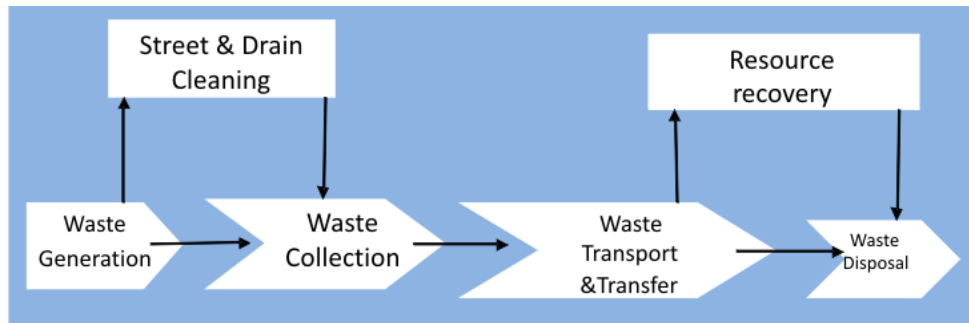 Street & Drain
Cleaning
Resource
recovery
Waste
Generation
Waste
Collection
Waste
Transport
&Transfer
Waste
Disposal